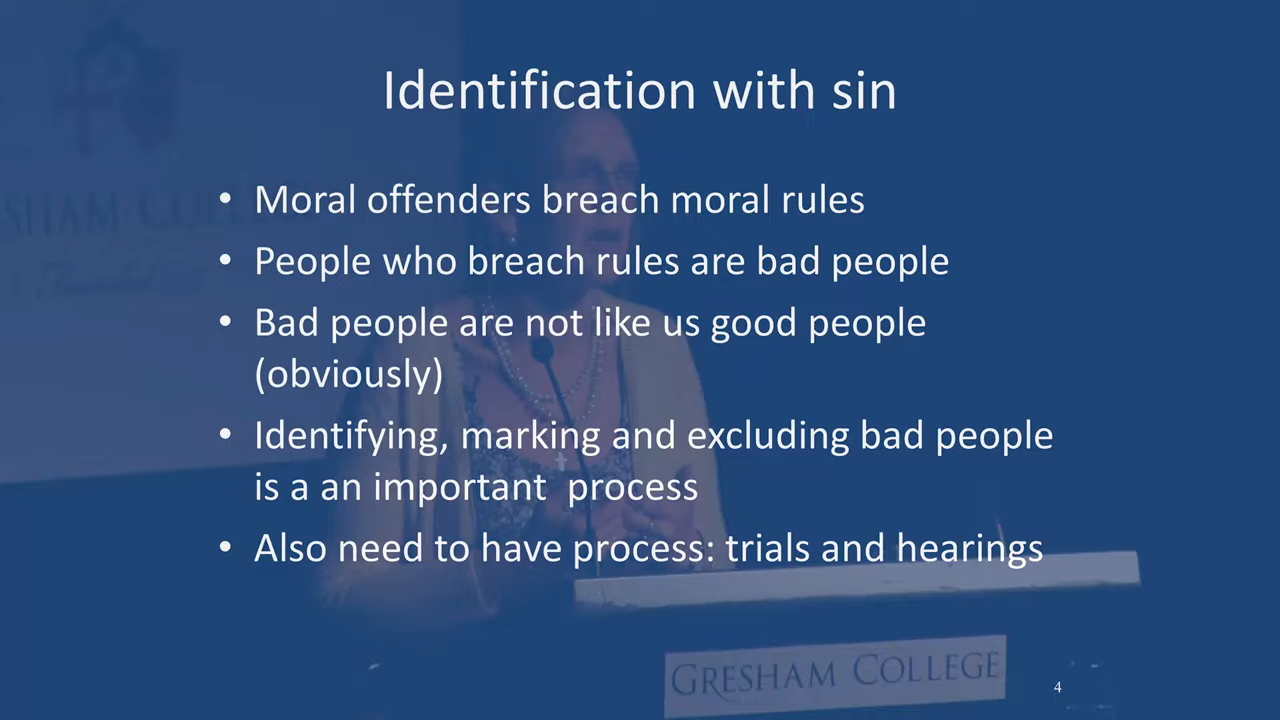 Identification with sin
• Moral offenders breach moral rules
• People who breach rules are bad people
• Bad people are not like us good people
(obviously)
• Identifying, marking and excluding bad people
is a an important  process
• Also need to have process: trials and hearings
GRESHAM COLLEGE
4